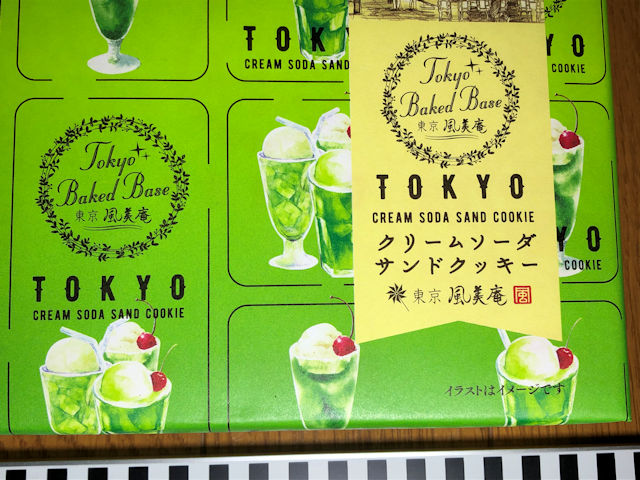 TOKYO
CREAM SODA SAND
TOKYO
COOKIE
Tokyo
Baked Base
東京 風美庵
TOKYO
CREAM SODA SAND COOKIE
クリームソーダ
サンドクッキー
東京 風美庵
Tokyo
Baked Base
東京 風美庵
TOKYO
CREAM SODA SAND COOKIE
COOKIE
イラストはイメージです